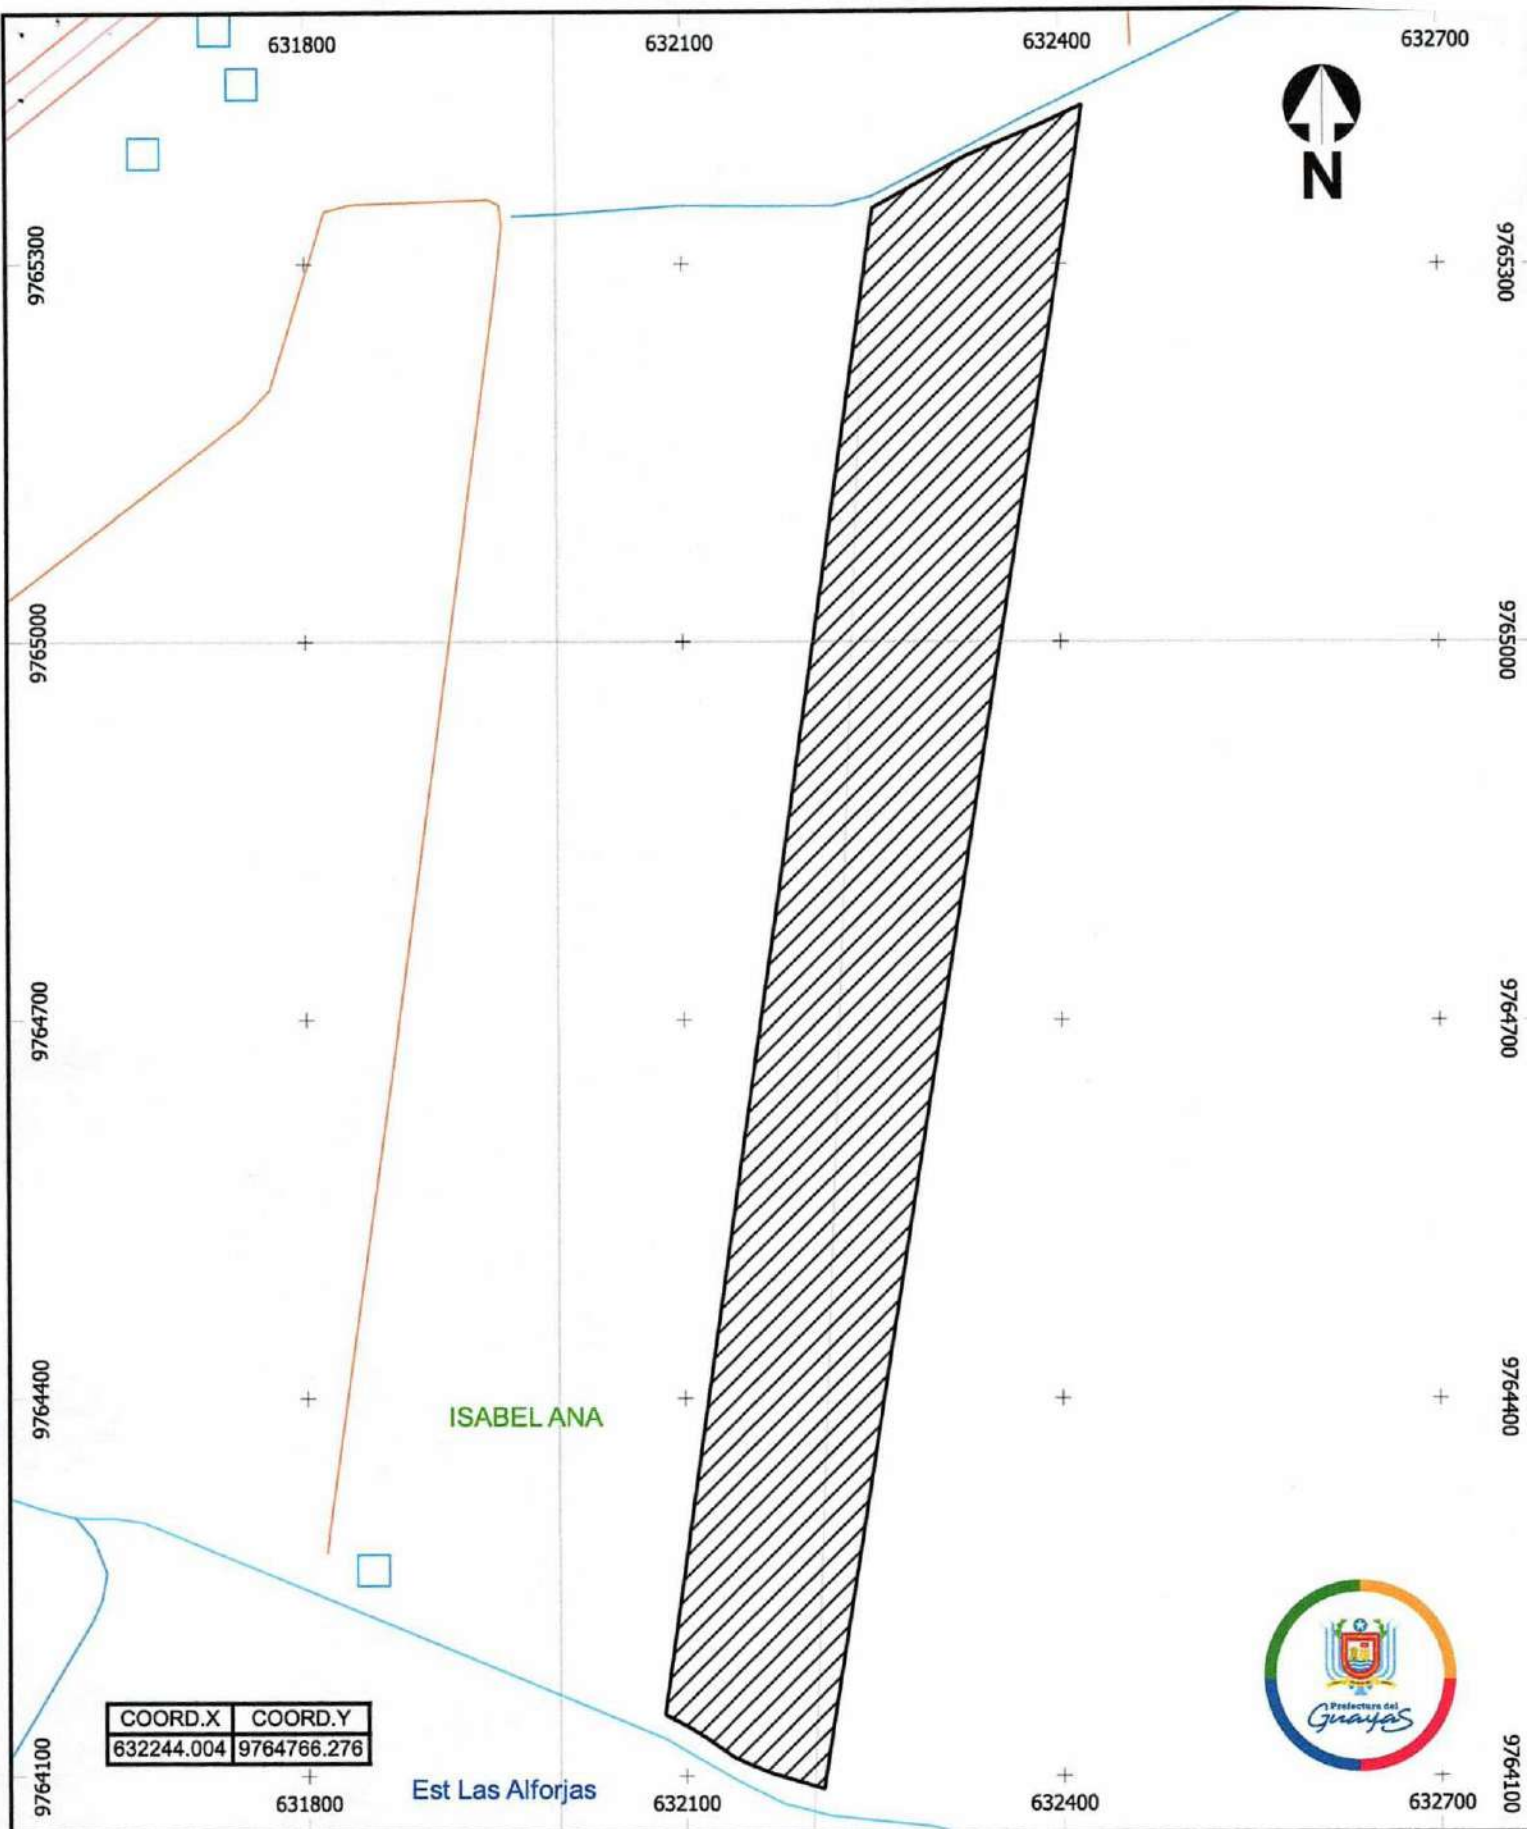 631800 632100 632400 632700
N
9765300 9765300
9765000 9765000
9764700 9764700
9764400 9764400
ISABEL ANA
COORD.X COORD.Y
632244.004 9764766.276
Prefectura del
Guayas
9764100 9764100
Est Las Alforjas
631800 632100 632400 632700